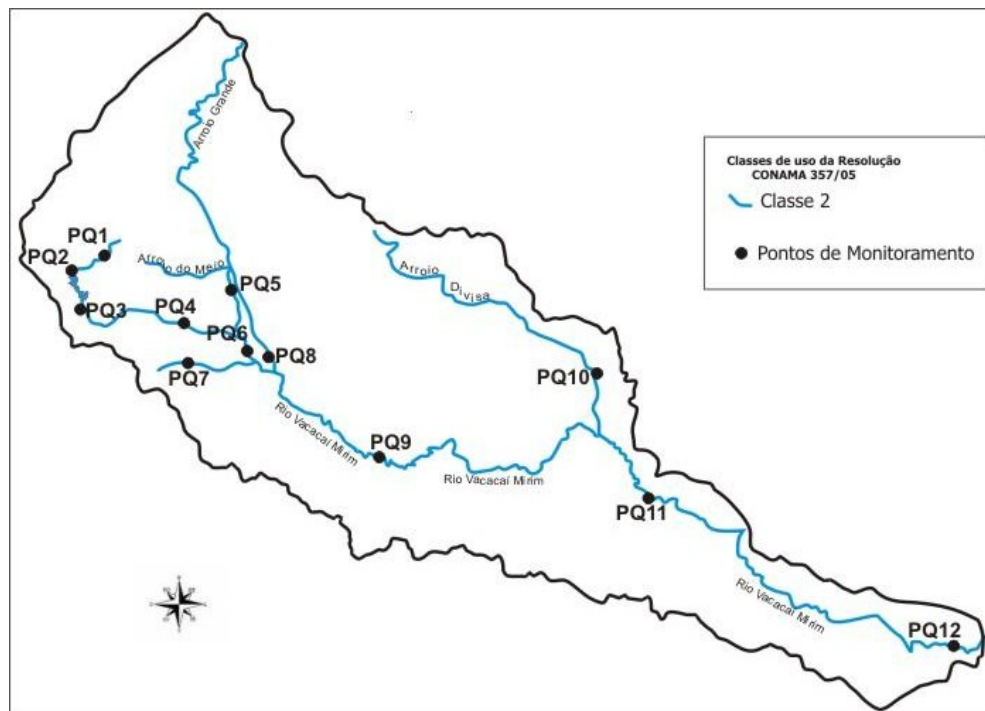 Arroio Grande
Classes de uso da Resolução
CONAMA 357/05
Classe 2
Pontos de Monitoramento
PQ1
PQ2
Arroio do Meio
Arroio
Divisa
PQ5
PQ3
PQ4
PQ6
PQ8
PQ7
PQ10
Rio Vacacaí Mirim
PQ9
Rio Vacacaí Mirim
PQ11
Rio Vacacaí Mirim
PQ12